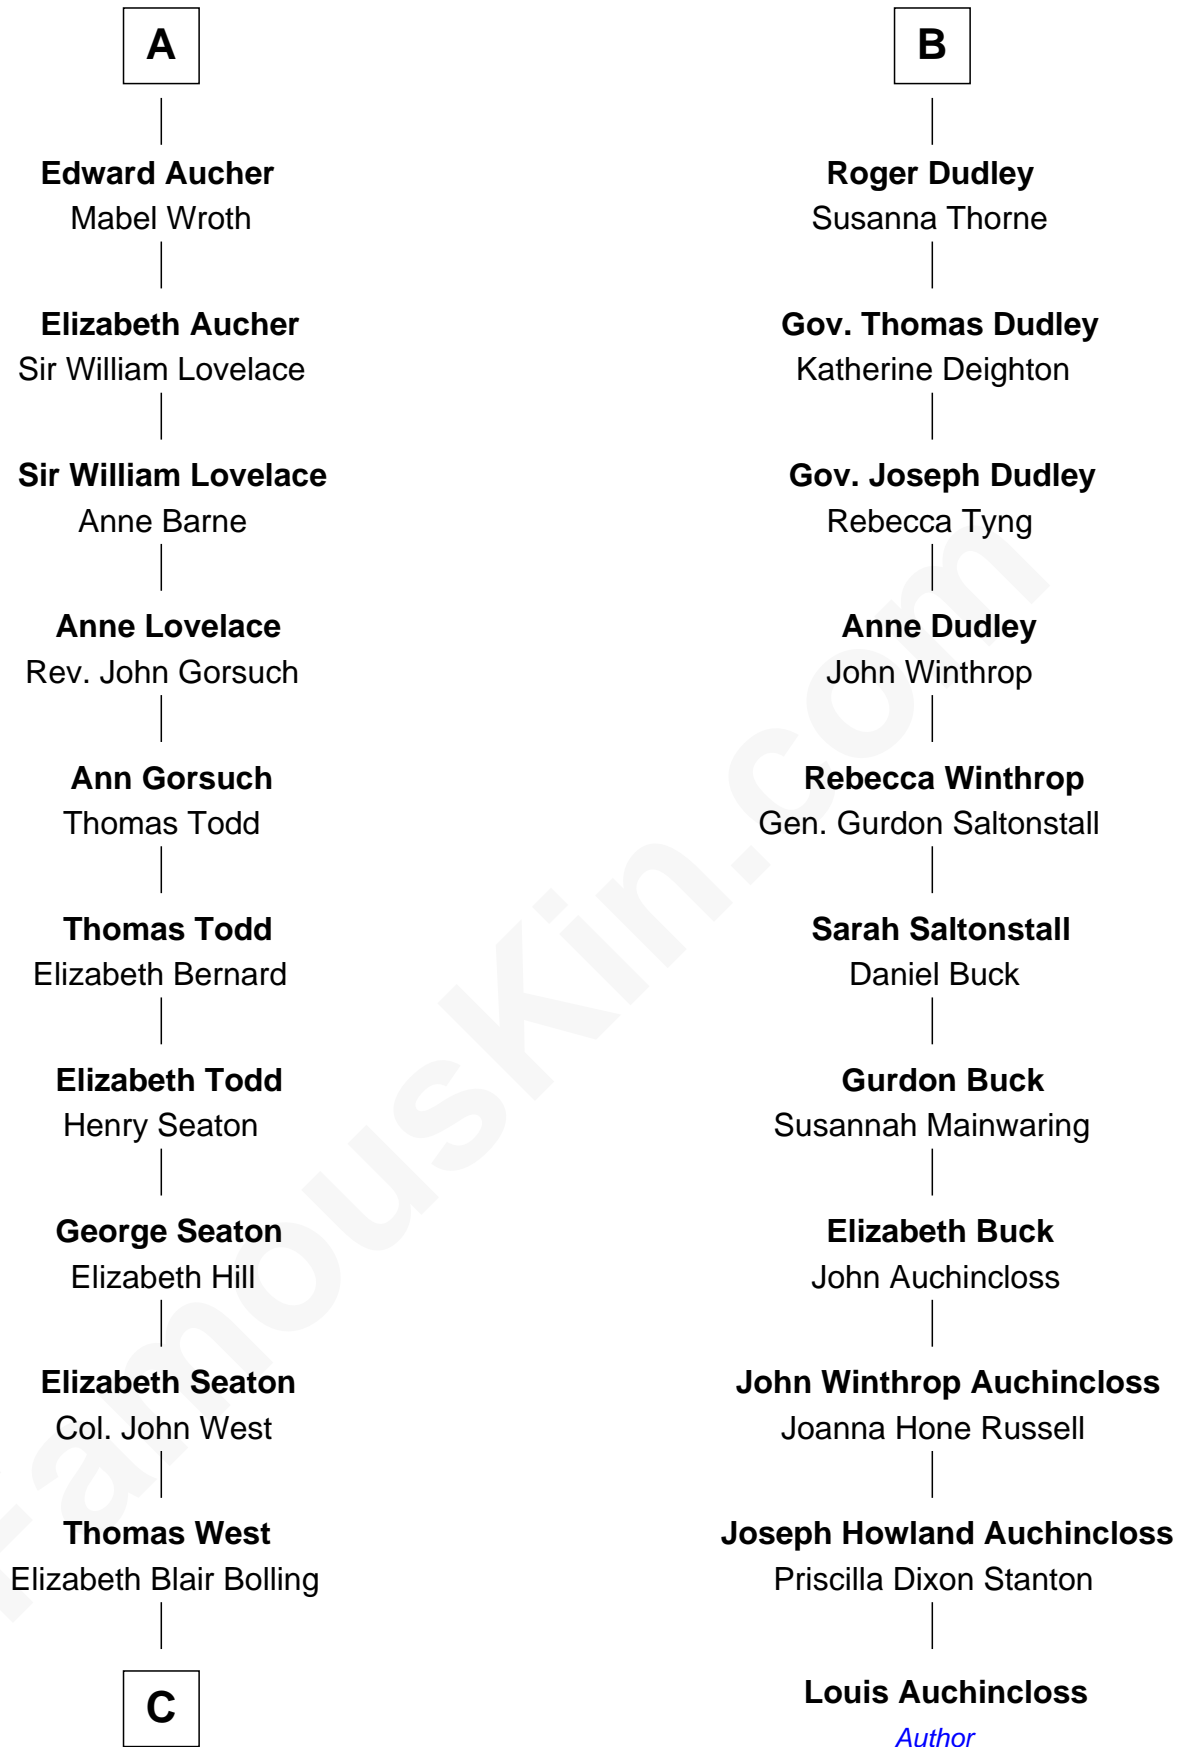 A
Edward Aucher
Mabel Wroth
Elizabeth Aucher
Sir William Lovelace
Sir William Lovelace
Anne Barne
Anne Lovelace
Rev. John Gorsuch
Ann Gorsuch
Thomas Todd
Thomas Todd
Elizabeth Bernard
Elizabeth Todd
Henry Seaton
George Seaton
Elizabeth Hill
Elizabeth Seaton
Col. John West
Thomas West
Elizabeth Blair Bolling
C
B
Roger Dudley
Susanna Thorne
Gov. Thomas Dudley
Katherine Deighton
Gov. Joseph Dudley
Rebecca Tyng
Anne Dudley
John Winthrop
Rebecca Winthrop
Gen. Gurdon Saltonstall
Sarah Saltonstall
Daniel Buck
Gurdon Buck
Susannah Mainwaring
Elizabeth Buck
John Auchincloss
John Winthrop Auchincloss
Joanna Hone Russell
Joseph Howland Auchincloss
Priscilla Dixon Stanton
Louis Auchincloss
Author
FamousKin.com